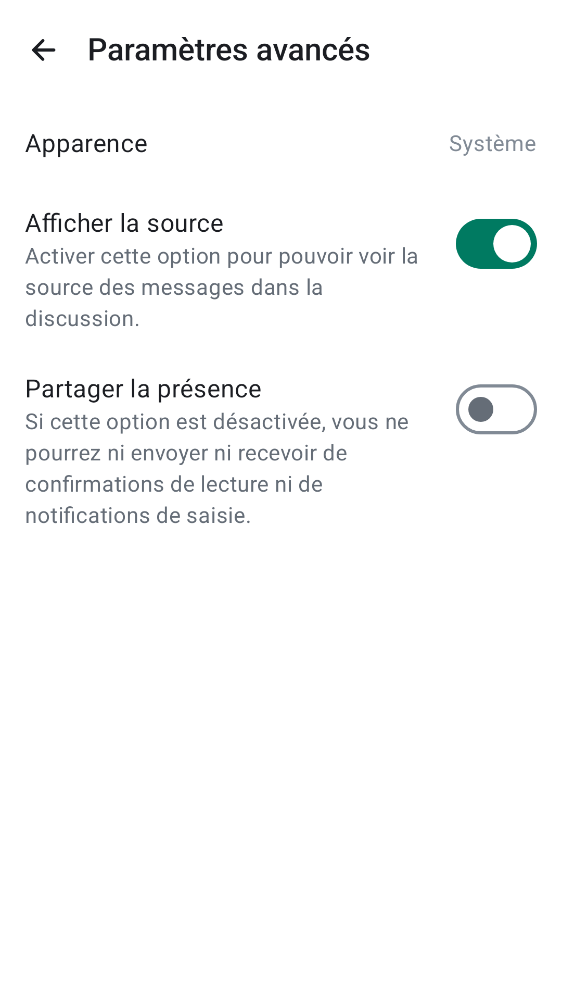 Paramètres avancés
Apparence
Système
Afficher la source
Activer cette option pour pouvoir voir la
source des messages dans la
discussion.
Partager la présence
Si cette option est désactivée, vous ne
pourrez ni envoyer ni recevoir de
confirmations de lecture ni de
notifications de saisie.